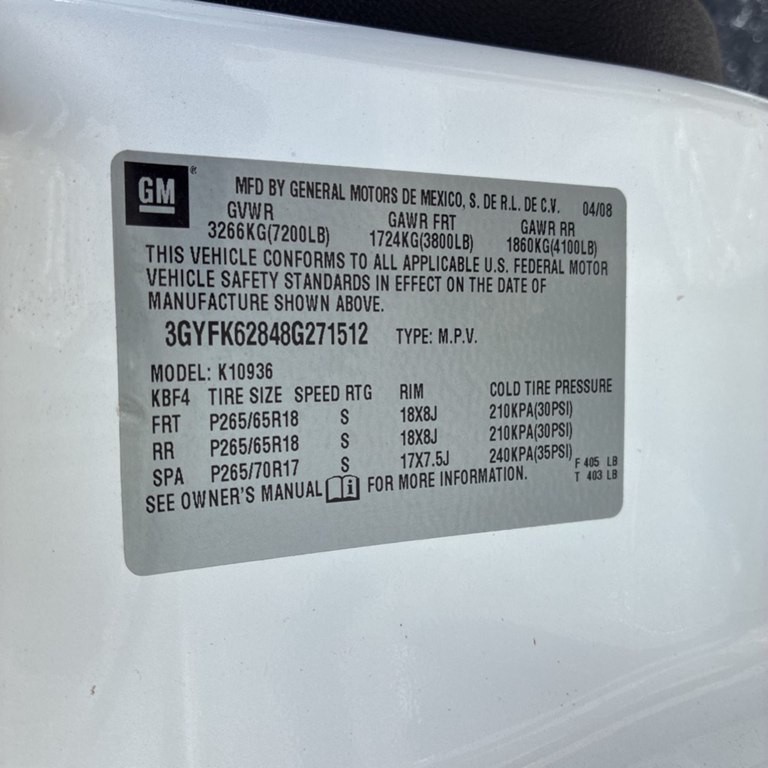 GM ® MFD BY GENERAL MOTORS DE MEXICO, S. DE R.L. DE C.V. 04/08
GVWR GAWR FRT GAWR RR
3266KG(7200LB) 1724KG(3800LB) 1860KG(4100LB)
THIS VEHICLE CONFORMS TO ALL APPLICABLE U.S. FEDERAL MOTOR
VEHICLE SAFETY STANDARDS IN EFFECT ON THE DATE OF
MANUFACTURE SHOWN ABOVE.
3GYFK62848G271512 TYPE: M.P.V.
MODEL: K10936
KBF4 TIRE SIZE SPEED RTG RIM COLD TIRE PRESSURE
FRT P265/65R18 S 18X8J 210KPA(30PSI)
RR P265/65R18 S 18X8J 210KPA(30PSI)
SPA P265/70R17 S 17X7.5J 240KPA(35PSI) F 405 LB
SEE OWNER'S MANUAL i FOR MORE INFORMATION. T 403 LB